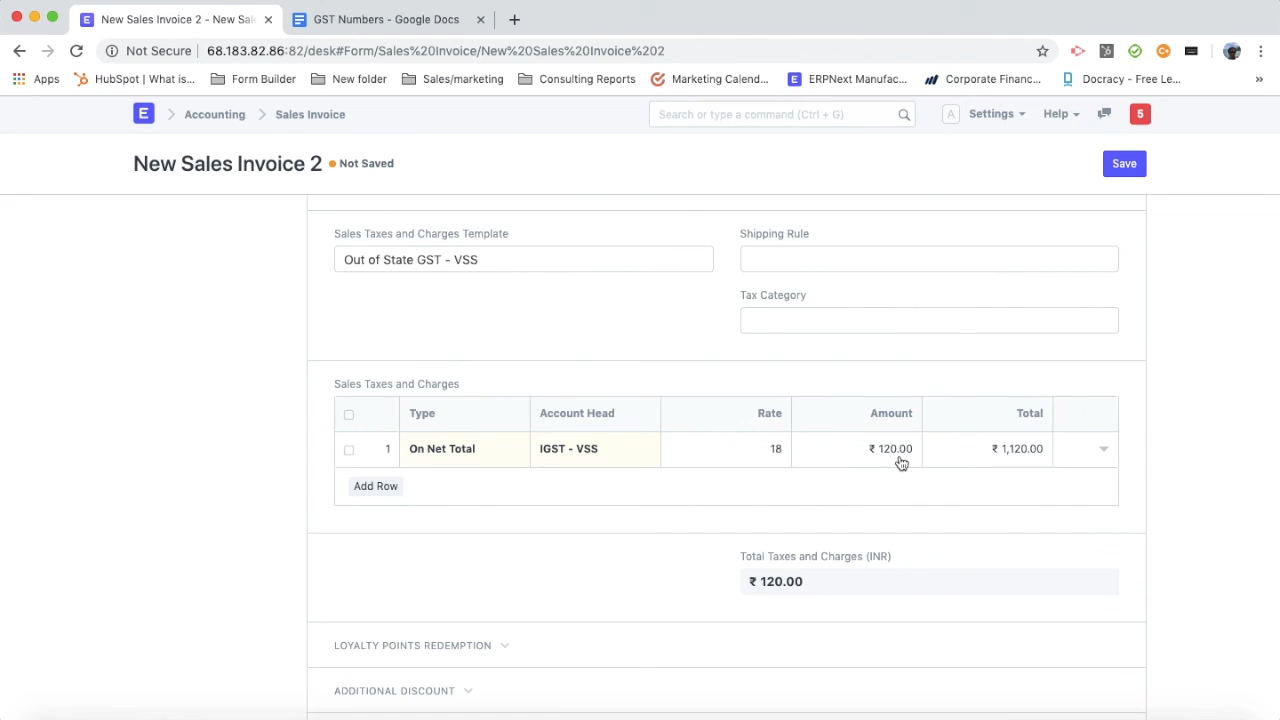 New Sales Invoice 2 - New Sale
GST Numbers - Google Docs
Not Secure 68.183.82.86:82/desk#Form/Sales%20Invoice/New%20Sales%20Invoice%202
Apps HubSpot | What is... Form Builder New folder Sales/marketing Consulting Reports Marketing Calend... ERPNext Manufac... Corporate Financ... Docracy - Free Le... »
E Accounting Sales Invoice Search or type a command (Ctrl + G) A Settings Help 5
New Sales Invoice 2 Not Saved Save
Sales Taxes and Charges Template Shipping Rule
Out of State GST - VSS
Tax Category
Sales Taxes and Charges
Type Account Head Rate Amount Total
1 On Net Total IGST - VSS 18 ₹ 120.00 ₹ 1,120.00
Add Row
Total Taxes and Charges (INR)
₹ 120.00
LOYALTY POINTS REDEMPTION
ADDITIONAL DISCOUNT